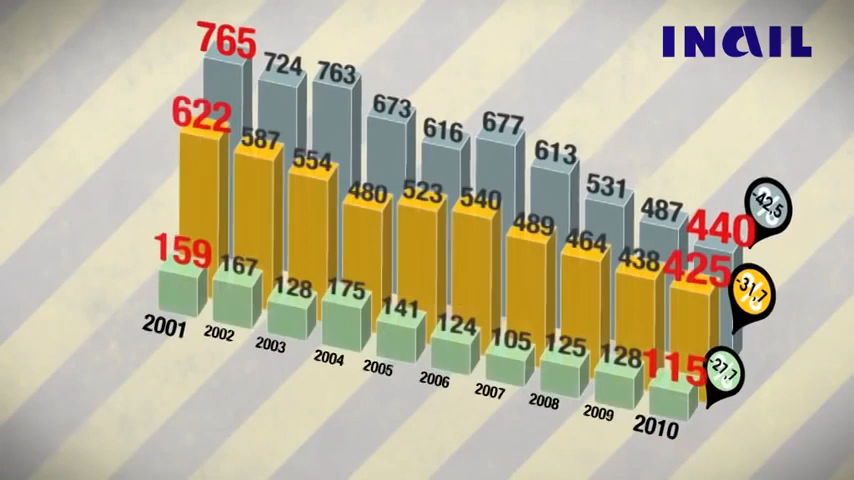 INAIL
765 724 763 673 616 677 613 531 487 440
-42,5 %
622 587 554 480 523 540 489 464 438 425
-31,7 %
159 167 128 175 141 124 105 125 128 115
-27,7 %
2001 2002 2003 2004 2005 2006 2007 2008 2009 2010